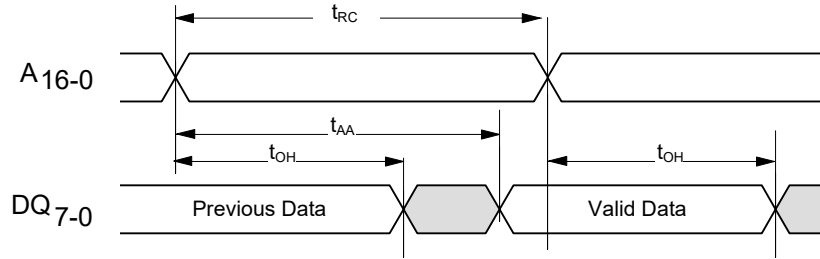 tRC
A16-0
tAA
tOH tOH
DQ7-0 Previous Data Valid Data